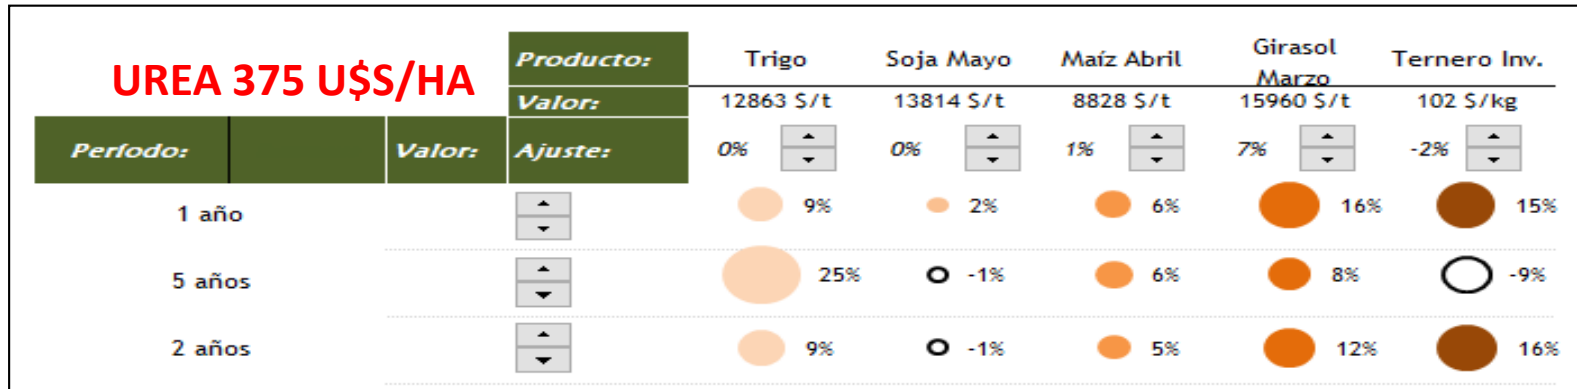 UREA 375 U$S/HA
Producto: Trigo Soja Mayo Maíz Abril Girasol Marzo Ternero Inv.
Valor: 12863 $/t 13814 $/t 8828 $/t 15960 $/t 102 $/kg
Período: Valor: Ajuste: 0% 0% 1% 7% -2%
1 año 9% 2% 6% 16% 15%
5 años 25% -1% 6% 8% -9%
2 años 9% -1% 5% 12% 16%